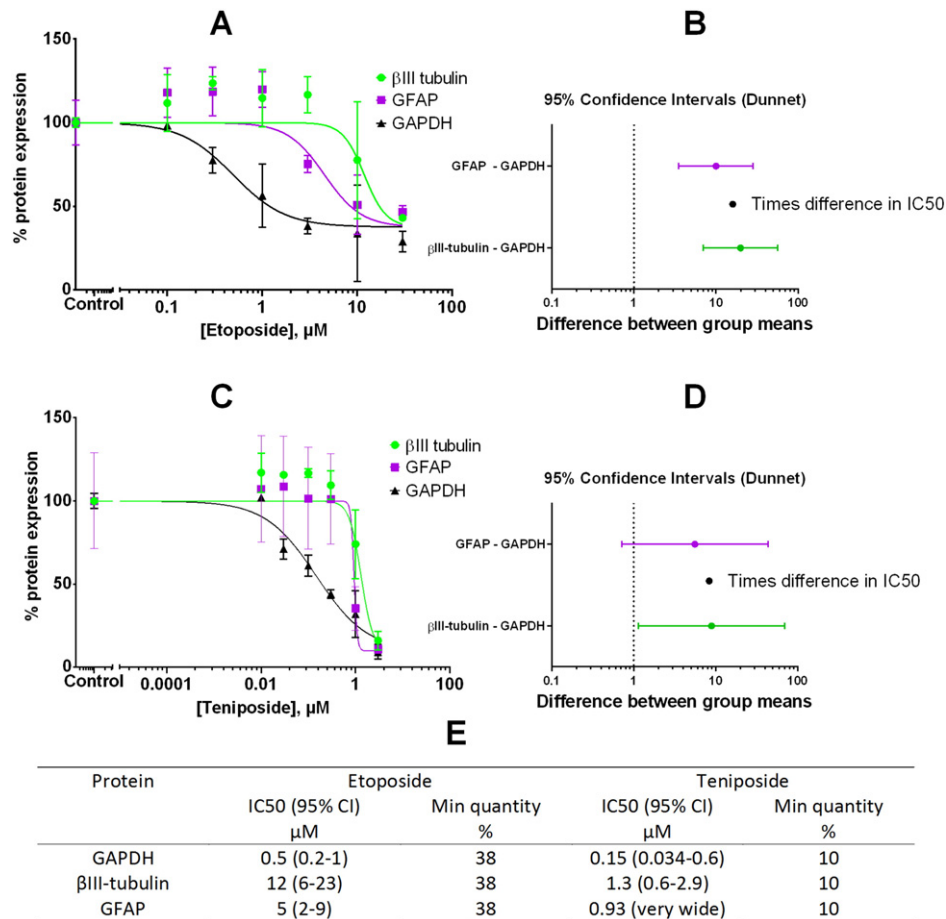 A
150
100
50
0
% protein expression
Control
0.1
1
10
100
[Etoposide], µM
βIII tubulin
GFAP
GAPDH
B
95% Confidence Intervals (Dunnet)
GFAP - GAPDH
Times difference in IC50
βIII-tubulin - GAPDH
0.1
1
10
100
Difference between group means
C
150
100
50
0
% protein expression
Control
0.0001
0.01
1
100
[Teniposide], µM
βIII tubulin
GFAP
GAPDH
D
95% Confidence Intervals (Dunnet)
GFAP - GAPDH
Times difference in IC50
βIII-tubulin - GAPDH
0.1
1
10
100
Difference between group means
E
Protein Etoposide Teniposide
IC50 (95% CI) Min quantity IC50 (95% CI) Min quantity
µM % µM %
GAPDH 0.5 (0.2-1) 38 0.15 (0.034-0.6) 10
βIII-tubulin 12 (6-23) 38 1.3 (0.6-2.9) 10
GFAP 5 (2-9) 38 0.93 (very wide) 10